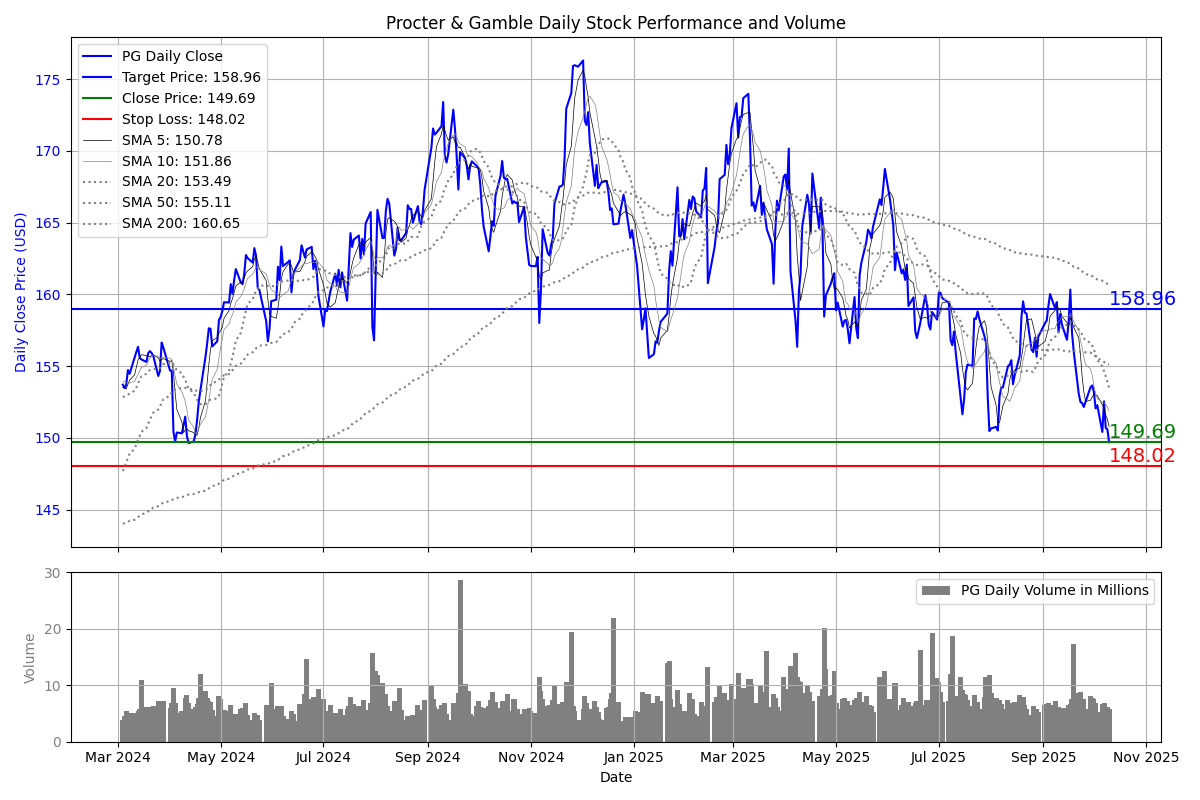 Procter & Gamble Daily Stock Performance and Volume
PG Daily Close
Target Price: 158.96
Close Price: 149.69
Stop Loss: 148.02
SMA 5: 150.78
SMA 10: 151.86
SMA 20: 153.49
SMA 50: 155.11
SMA 200: 160.65
Daily Close Price (USD)
175
170
165
160
155
150
145
158.96
149.69
148.02
PG Daily Volume in Millions
Volume
30
20
10
0
Mar 2024 May 2024 Jul 2024 Sep 2024 Nov 2024 Jan 2025 Mar 2025 May 2025 Jul 2025 Sep 2025 Nov 2025
Date